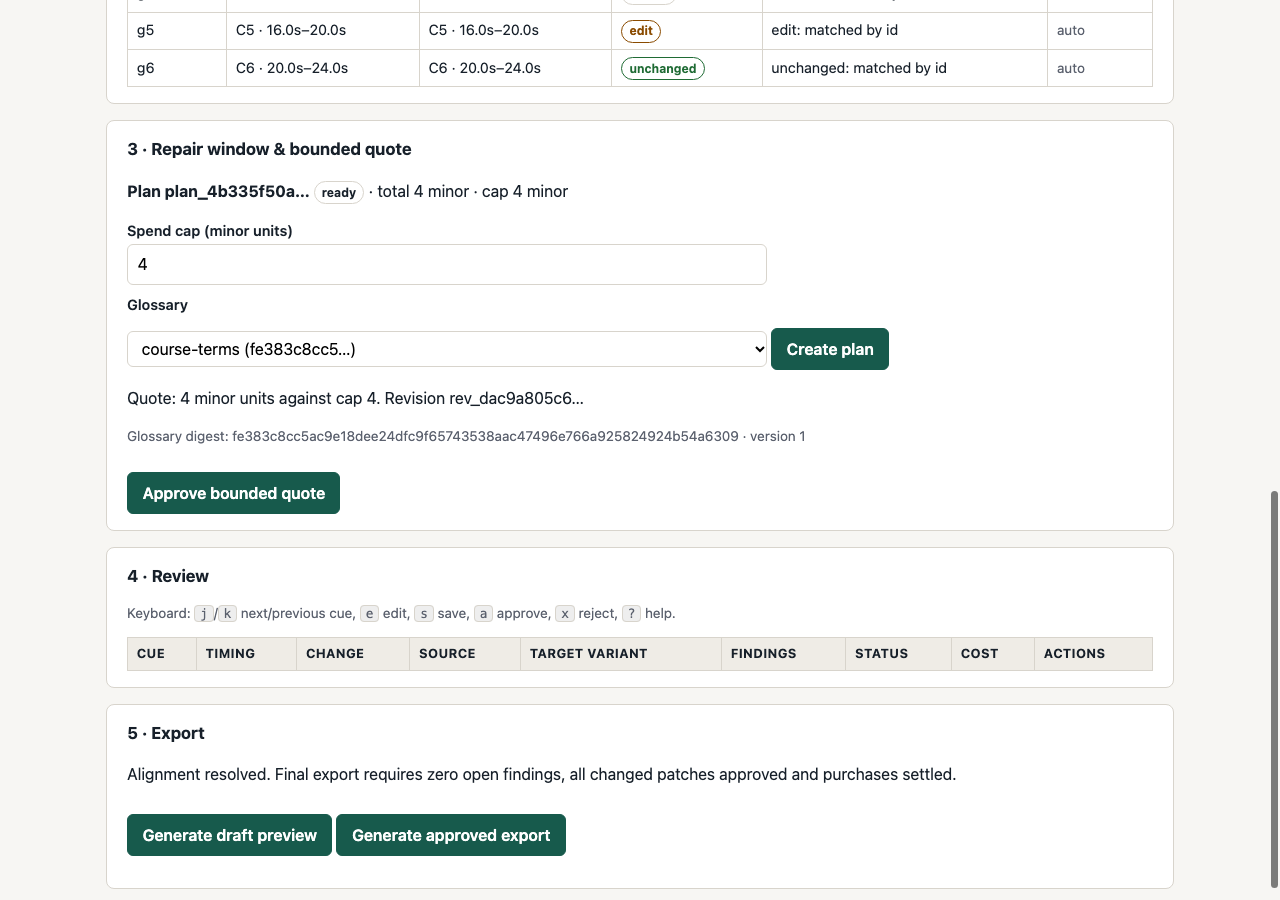 g5 C5 · 16.0s–20.0s C5 · 16.0s–20.0s edit edit: matched by id auto
g6 C6 · 20.0s–24.0s C6 · 20.0s–24.0s unchanged unchanged: matched by id auto
3 · Repair window & bounded quote
Plan plan_4b335f50a... ready · total 4 minor · cap 4 minor
Spend cap (minor units)
4
Glossary
course-terms (fe383c8cc5...) Create plan
Quote: 4 minor units against cap 4. Revision rev_dac9a805c6...
Glossary digest: fe383c8cc5ac9e18dee24dfc9f65743538aac47496e766a925824924b54a6309 · version 1
Approve bounded quote
4 · Review
Keyboard: j/k next/previous cue, e edit, s save, a approve, x reject, ? help.
CUE TIMING CHANGE SOURCE TARGET VARIANT FINDINGS STATUS COST ACTIONS
5 · Export
Alignment resolved. Final export requires zero open findings, all changed patches approved and purchases settled.
Generate draft preview Generate approved export